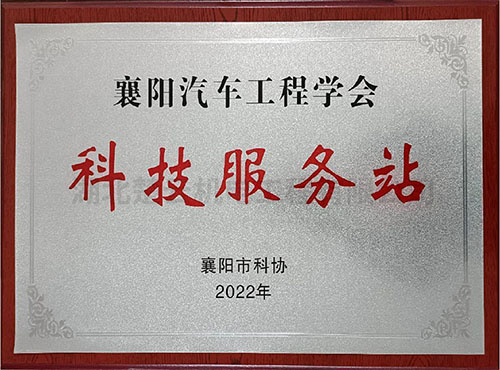 襄阳汽车工程学会
科技服务站
襄阳市科协
2022年